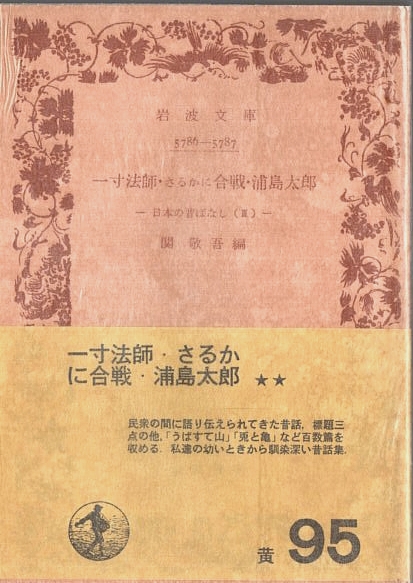 岩波文庫
5786—5787
一寸法師・さるかに合戦・浦島太郎
— 日本の昔ばなし(Ⅲ) —
関 敬吾編
一寸法師・さるか
に合戦・浦島太郎 ★★
民衆の間に語り伝えられてきた昔話,標題三
点の他,「うばすて山」「兎と亀」など百数篇を
収める.私達の幼いときから馴染深い昔話集.
黄 95